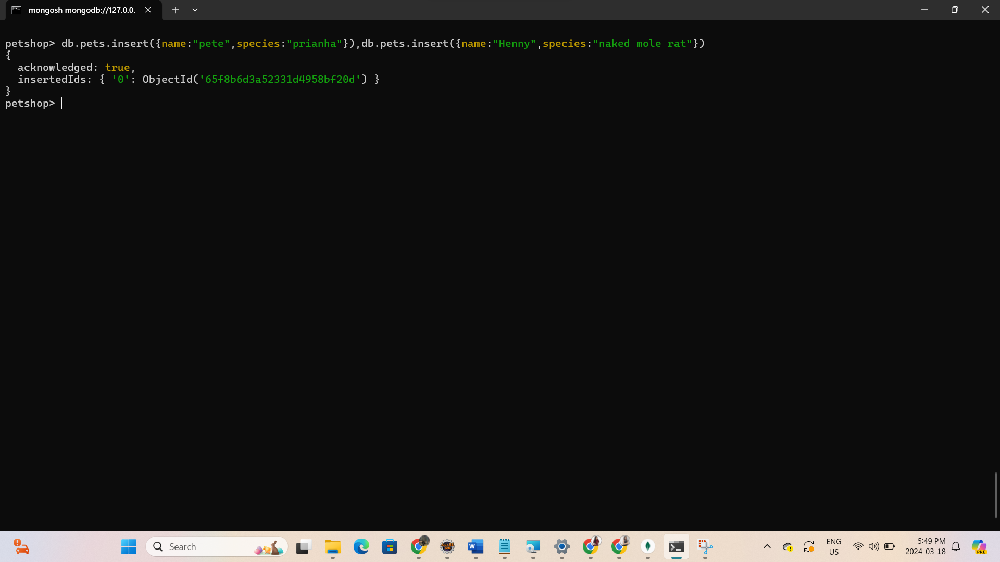 mongosh mongodb://127.0.0.
petshop> db.pets.insert({name:"pete",species:"prianha"}),db.pets.insert({name:"Henny",species:"naked mole rat"})
{
  acknowledged: true,
  insertedIds: { '0': ObjectId('65f8b6d3a52331d4958bf20d') }
}
petshop>
Search
ENG
US
5:49 PM
2024-03-18
PRE